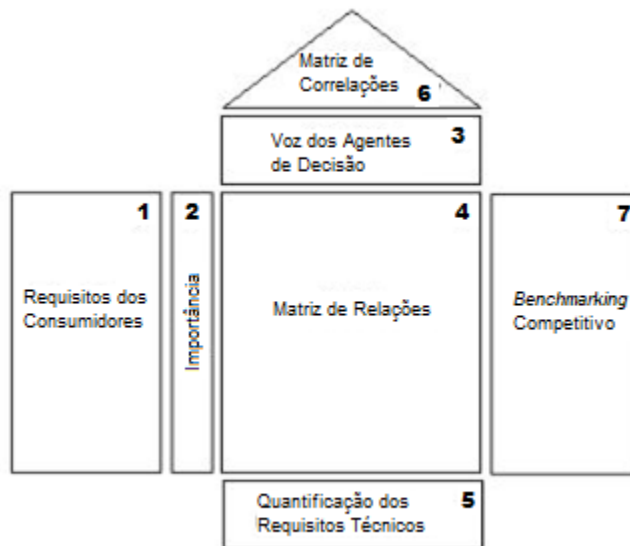 Matriz de
Correlações
6
Voz dos Agentes
de Decisão
3
1
Requisitos dos
Consumidores
2
Importância
4
Matriz de Relações
7
Benchmarking
Competitivo
5
Quantificação dos
Requisitos Técnicos